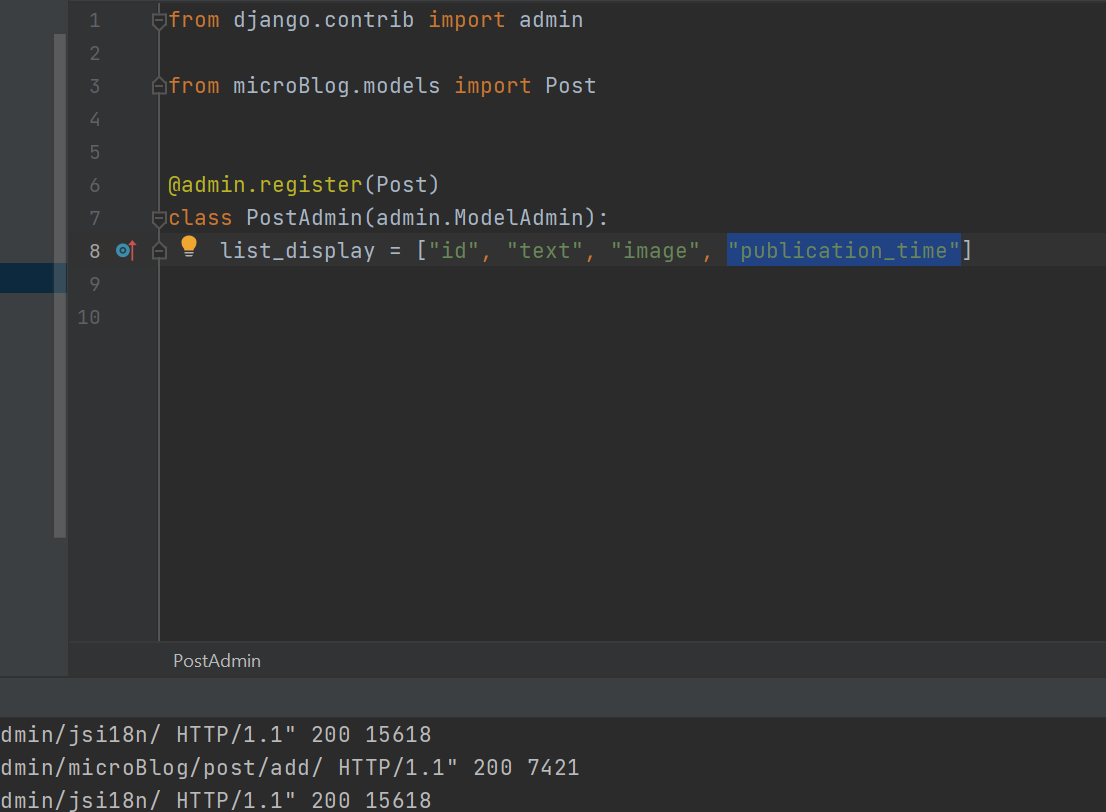 1 from django.contrib import admin
2
3 from microBlog.models import Post
4
5
6 @admin.register(Post)
7 class PostAdmin(admin.ModelAdmin):
8 list_display = ["id", "text", "image", "publication_time"]
9
10
PostAdmin
dmin/jsi18n/ HTTP/1.1" 200 15618
dmin/microBlog/post/add/ HTTP/1.1" 200 7421
dmin/jsi18n/ HTTP/1.1" 200 15618